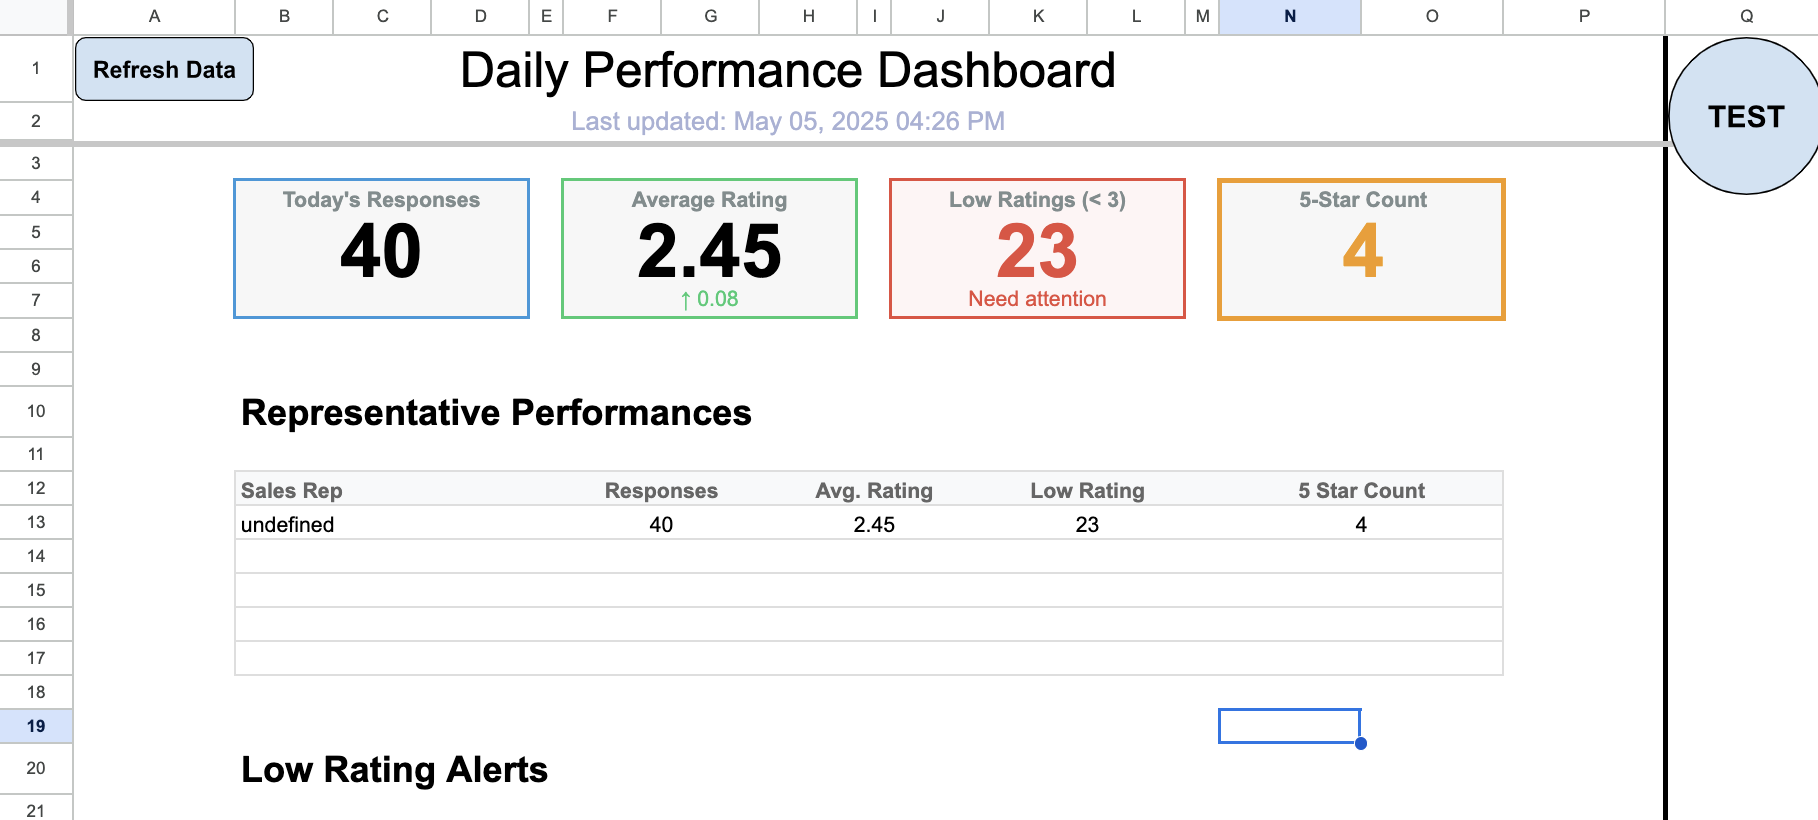 A B C D E F G H I J K L M N O P Q
1 Refresh Data Daily Performance Dashboard
TEST
2 Last updated: May 05, 2025 04:26 PM
3
4 Today's Responses Average Rating Low Ratings (< 3) 5-Star Count
5
40 2.45 23 4
6
7 ↑ 0.08 Need attention
8
9
10 Representative Performances
11
12 Sales Rep Responses Avg. Rating Low Rating 5 Star Count
13 undefined 40 2.45 23 4
14
15
16
17
18
19
20 Low Rating Alerts
21